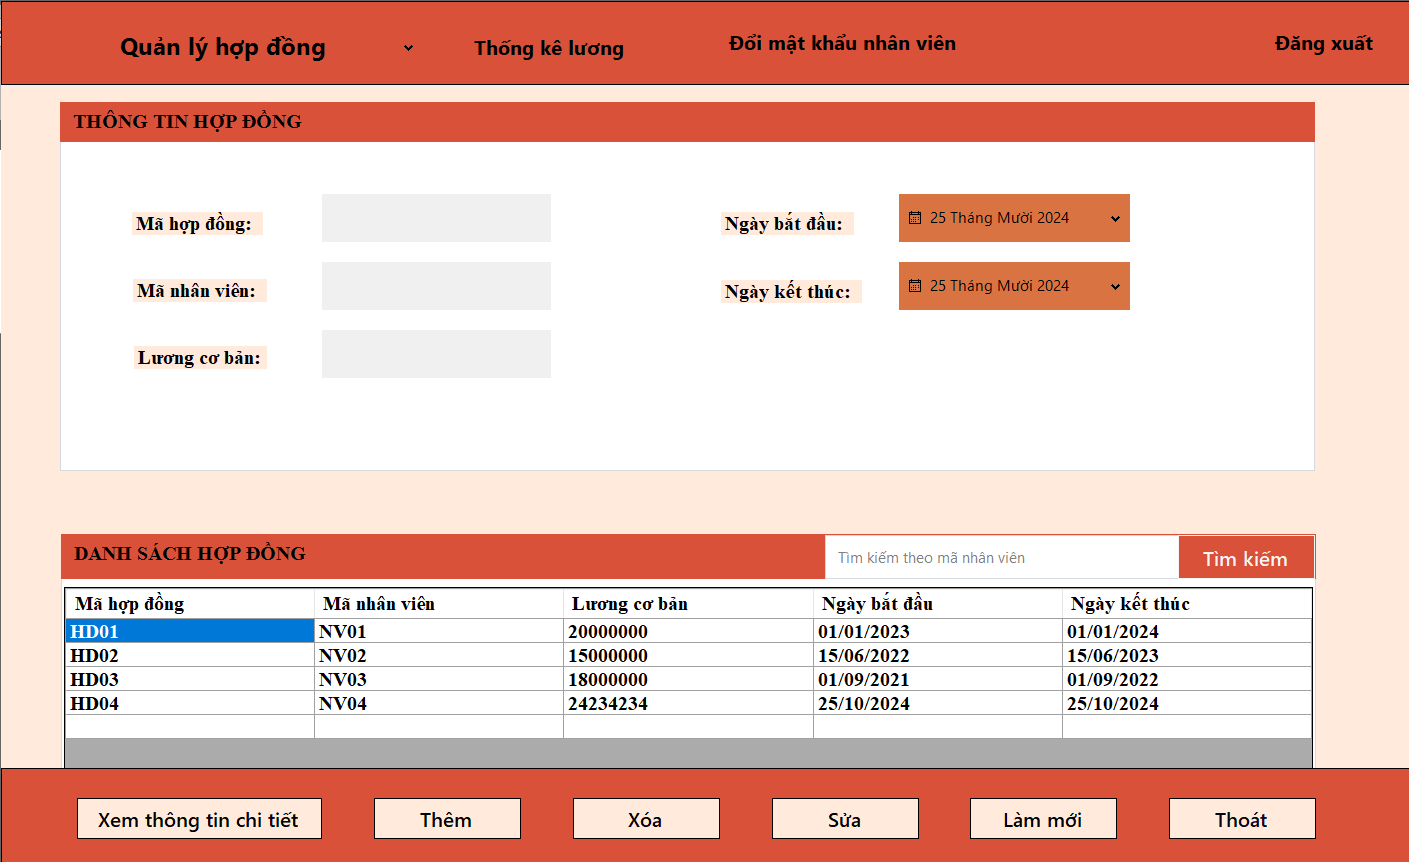 Quản lý hợp đồng Thống kê lương Đổi mật khẩu nhân viên Đăng xuất
THÔNG TIN HỢP ĐỒNG
Mã hợp đồng: Ngày bắt đầu: 25 Tháng Mười 2024
Mã nhân viên: Ngày kết thúc: 25 Tháng Mười 2024
Lương cơ bản:
DANH SÁCH HỢP ĐỒNG Tìm kiếm theo mã nhân viên Tìm kiếm
Mã hợp đồng Mã nhân viên Lương cơ bản Ngày bắt đầu Ngày kết thúc
HD01 NV01 20000000 01/01/2023 01/01/2024
HD02 NV02 15000000 15/06/2022 15/06/2023
HD03 NV03 18000000 01/09/2021 01/09/2022
HD04 NV04 24234234 25/10/2024 25/10/2024
Xem thông tin chi tiết Thêm Xóa Sửa Làm mới Thoát